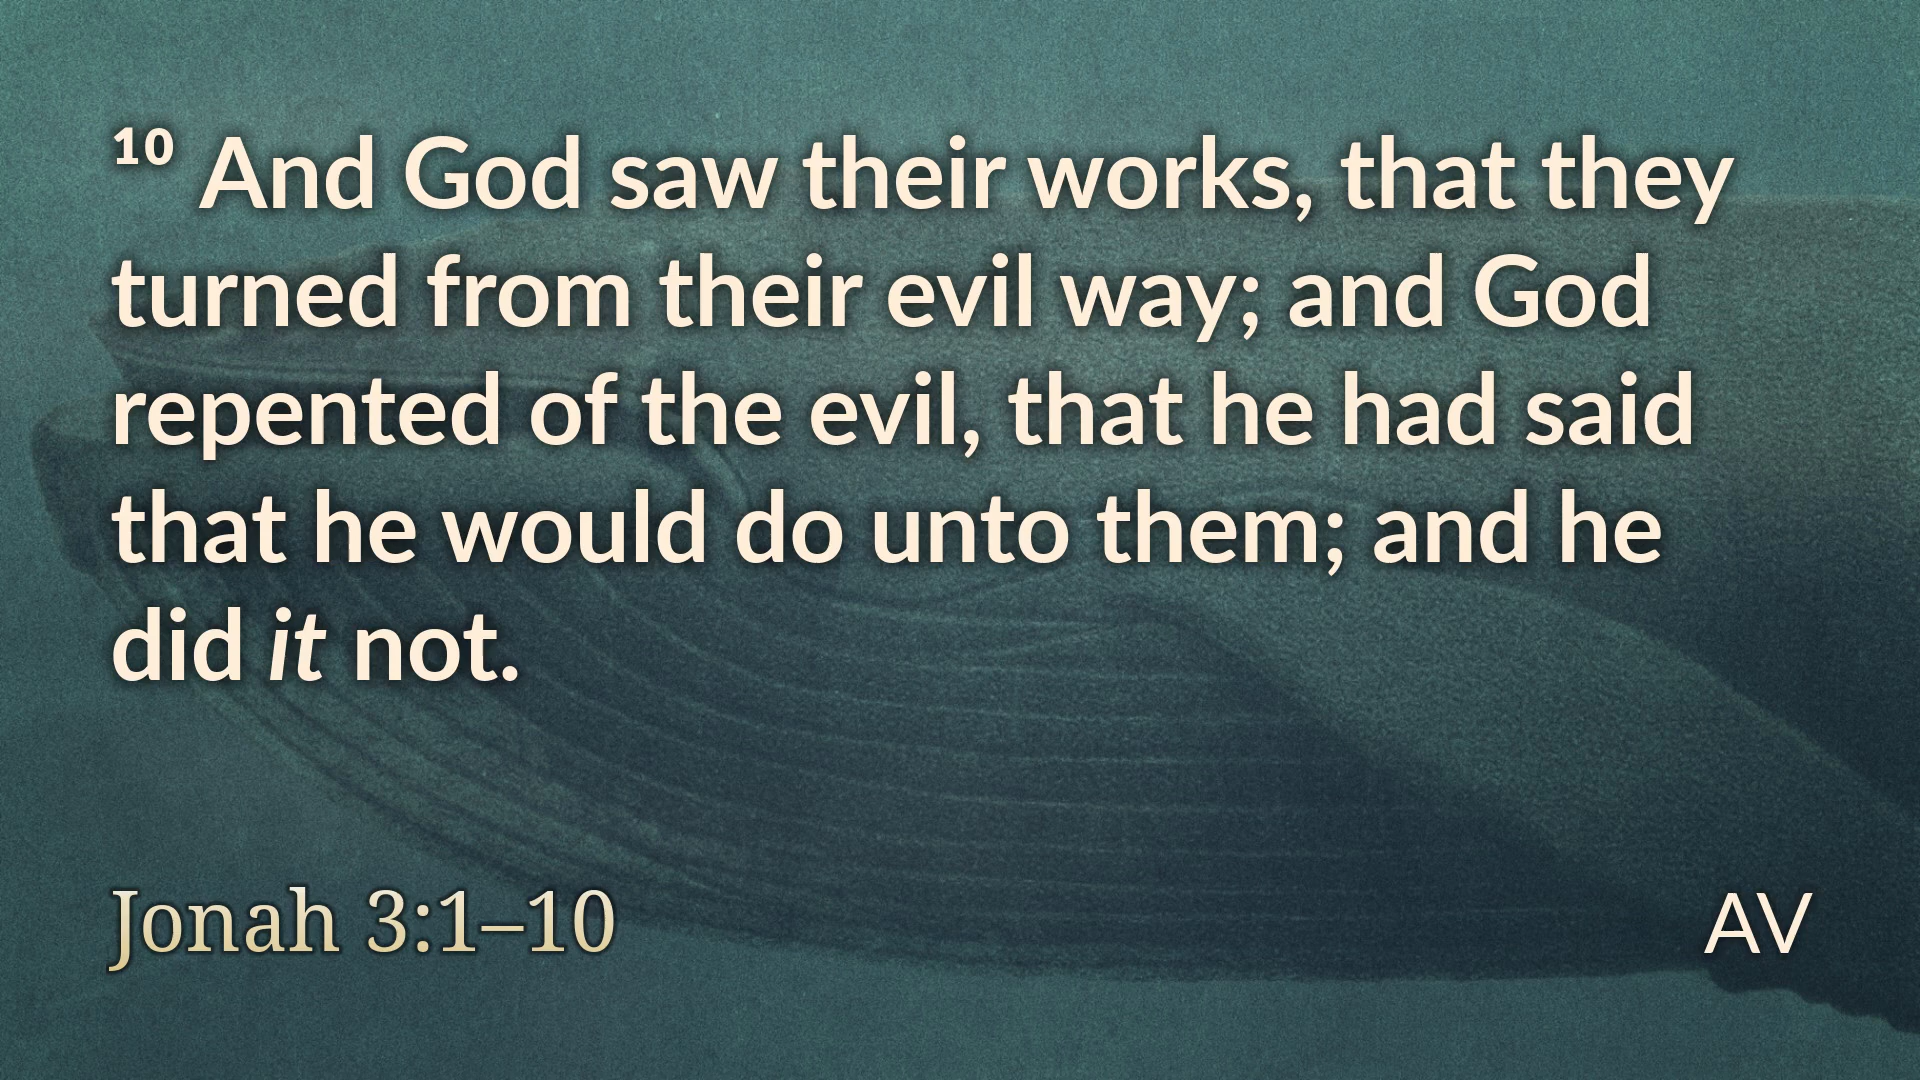 ¹⁰ And God saw their works, that they
turned from their evil way; and God
repented of the evil, that he had said
that he would do unto them; and he
did it not.
Jonah 3:1–10
AV